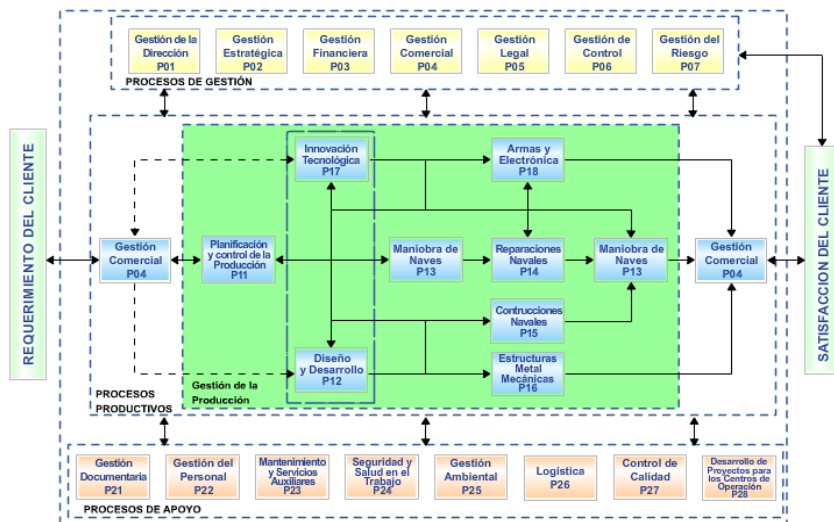 Gestión de la
Dirección
P01
Gestión
Estratégica
P02
Gestión
Financiera
P03
Gestión
Comercial
P04
Gestión
Legal
P05
Gestión de
Control
P06
Gestión del
Riesgo
P07
PROCESOS DE GESTIÓN
REQUERIMIENTO DEL CLIENTE
Innovación
Tecnológica
P17
Armas y
Electrónica
P18
Gestión
Comercial
P04
Planificación
y control de la
Producción
P11
Maniobra de
Naves
P13
Reparaciones
Navales
P14
Maniobra de
Naves
P13
Gestión
Comercial
P04
Contrucciones
Navales
P15
Diseño
y Desarrollo
P12
Estructuras
Metal
Mecánicas
P16
Gestión de la
Producción
PROCESOS
PRODUCTIVOS
SATISFACCION DEL CLIENTE
Gestión
Documentaria
P21
Gestión del
Personal
P22
Mantenimiento
y Servicios
Auxiliares
P23
Seguridad y
Salud en el
Trabajo
P24
Gestión
Ambiental
P25
Logística
P26
Control de
Calidad
P27
Desarrollo de
Proyectos para
los Centros de
Operación
P28
PROCESOS DE APOYO